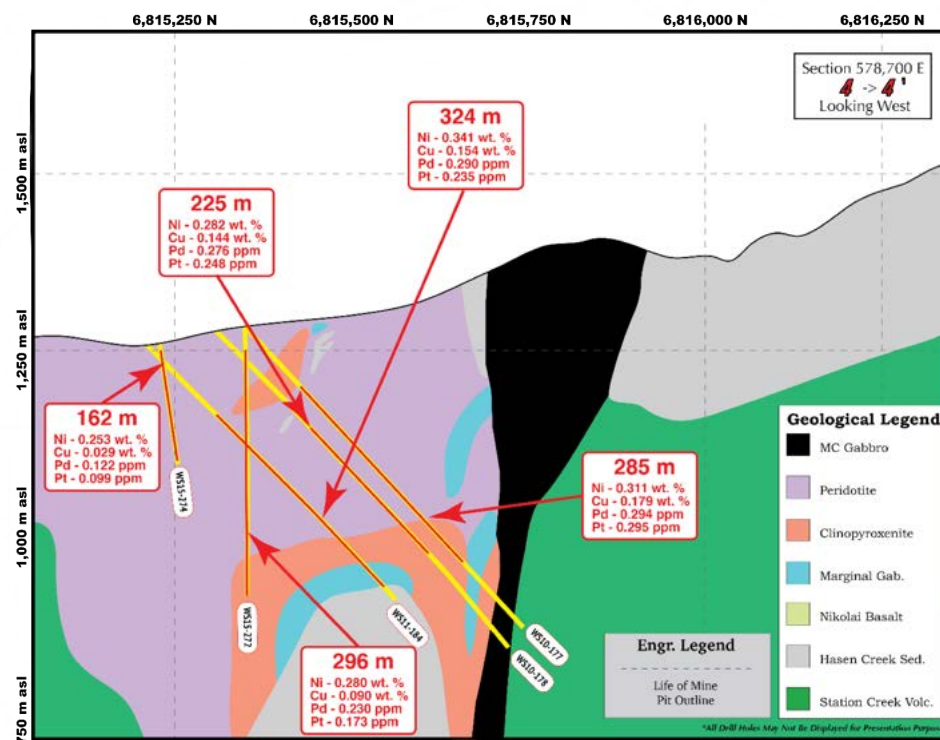 6,815,250 N
6,815,500 N
6,815,750 N
6,816,000 N
6,816,250 N
Section 578,700 E
4 -> 4'
Looking West
1,500 m asl
1,250 m asl
1,000 m asl
750 m asl
324 m
Ni - 0.341 wt. %
Cu - 0.154 wt. %
Pd - 0.290 ppm
Pt - 0.235 ppm
225 m
Ni - 0.282 wt. %
Cu - 0.144 wt. %
Pd - 0.276 ppm
Pt - 0.248 ppm
162 m
Ni - 0.253 wt. %
Cu - 0.029 wt. %
Pd - 0.122 ppm
Pt - 0.099 ppm
285 m
Ni - 0.311 wt. %
Cu - 0.179 wt. %
Pd - 0.294 ppm
Pt - 0.295 ppm
296 m
Ni - 0.280 wt. %
Cu - 0.090 wt. %
Pd - 0.230 ppm
Pt - 0.173 ppm
WS15-274
WS15-272
WS11-184
WS10-177
WS10-178
Engr. Legend
Life of Mine
Pit Outline
Geological Legend
MC Gabbro
Peridotite
Clinopyroxenite
Marginal Gab.
Nikolai Basalt
Hasen Creek Sed.
Station Creek Volc.
*All Drill Holes May Not Be Displayed for Presentation Purpos